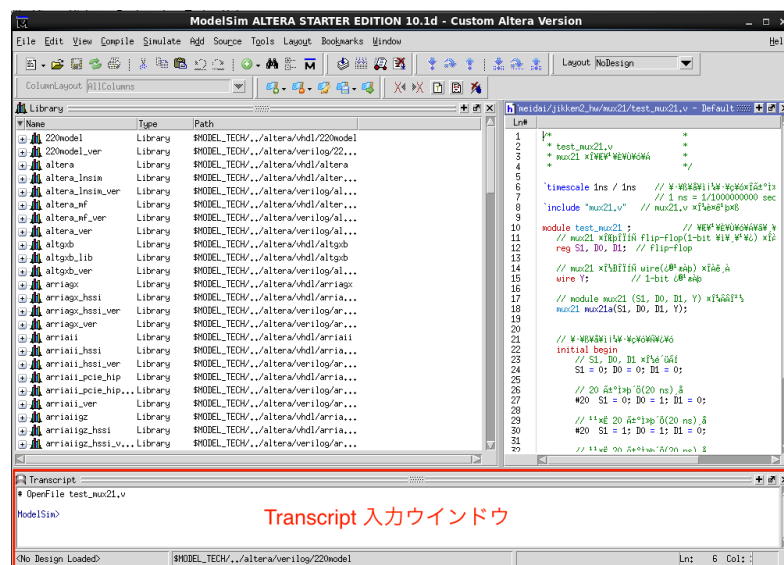 ModelSim ALTERA STARTER EDITION 10.1d - Custom Altera Version
File Edit View Compile Simulate Add Source Tools Layout Bookmarks Window Hel
Layout NoDesign
ColumnLayout AllColumns
Library
Name Type Path
220model Library $MODEL_TECH/../altera/vhdl/220model
220model_ver Library $MODEL_TECH/../altera/verilog/22...
altera Library $MODEL_TECH/../altera/vhdl/altera
altera_lnsim Library $MODEL_TECH/../altera/vhdl/alter...
altera_lnsim_ver Library $MODEL_TECH/../altera/verilog/al...
altera_mf Library $MODEL_TECH/../altera/vhdl/alter...
altera_mf_ver Library $MODEL_TECH/../altera/verilog/al...
altera_ver Library $MODEL_TECH/../altera/verilog/al...
altgxb Library $MODEL_TECH/../altera/vhdl/altgxb
altgxb_lib Library $MODEL_TECH/../altera/vhdl/altgxb
altgxb_ver Library $MODEL_TECH/../altera/verilog/al...
arriagx Library $MODEL_TECH/../altera/vhdl/arriagx
arriagx_hssi Library $MODEL_TECH/../altera/vhdl/arria...
arriagx_ver Library $MODEL_TECH/../altera/verilog/ar...
arriaii Library $MODEL_TECH/../altera/vhdl/arriaii
arriaii_hssi Library $MODEL_TECH/../altera/vhdl/arria...
arriaii_hssi_ver Library $MODEL_TECH/../altera/verilog/ar...
arriaii_pcie_hip Library $MODEL_TECH/../altera/vhdl/arria...
arriaii_pcie_hip... Library $MODEL_TECH/../altera/verilog/ar...
arriaii_ver Library $MODEL_TECH/../altera/verilog/ar...
arriaiigz Library $MODEL_TECH/../altera/vhdl/arria...
arriaiigz_hssi Library $MODEL_TECH/../altera/vhdl/arria...
arriaiigz_hssi_v... Library $MODEL_TECH/../altera/verilog/ar...
meidai/jikken2_hw/mux21/test_mux21.v - Default
Ln#
1 /* *
2 * test_mux21.v *
3 * mux21
4 * */
5
6 `timescale 1ns / 1ns //
7 // 1 ns = 1/1000000000 sec
8 `include "mux21.v" // mux21.v
9
10 module test_mux21 ; //
11 // mux21 flip-flop(1-bit
12 reg S1, D0, D1; // flip-flop
13
14 // mux21 wire
15 wire Y; // 1-bit
16
17 // module mux21 (S1, D0, D1, Y)
18 mux21 mux21a(S1, D0, D1, Y);
19
20
21 //
22 initial begin
23 // S1, D0, D1
24 S1 = 0; D0 = 0; D1 = 0;
25
26 // 20 (20 ns)
27 #20 S1 = 0; D0 = 1; D1 = 0;
28
29 // 20 (20 ns)
30 #20 S1 = 1; D0 = 1; D1 = 0;
31
32 // 20 (20 ns)
Transcript
# OpenFile test_mux21.v
ModelSim>
Transcript 入力ウインドウ
<No Design Loaded> $MODEL_TECH/../altera/verilog/220model Ln: 6 Col: